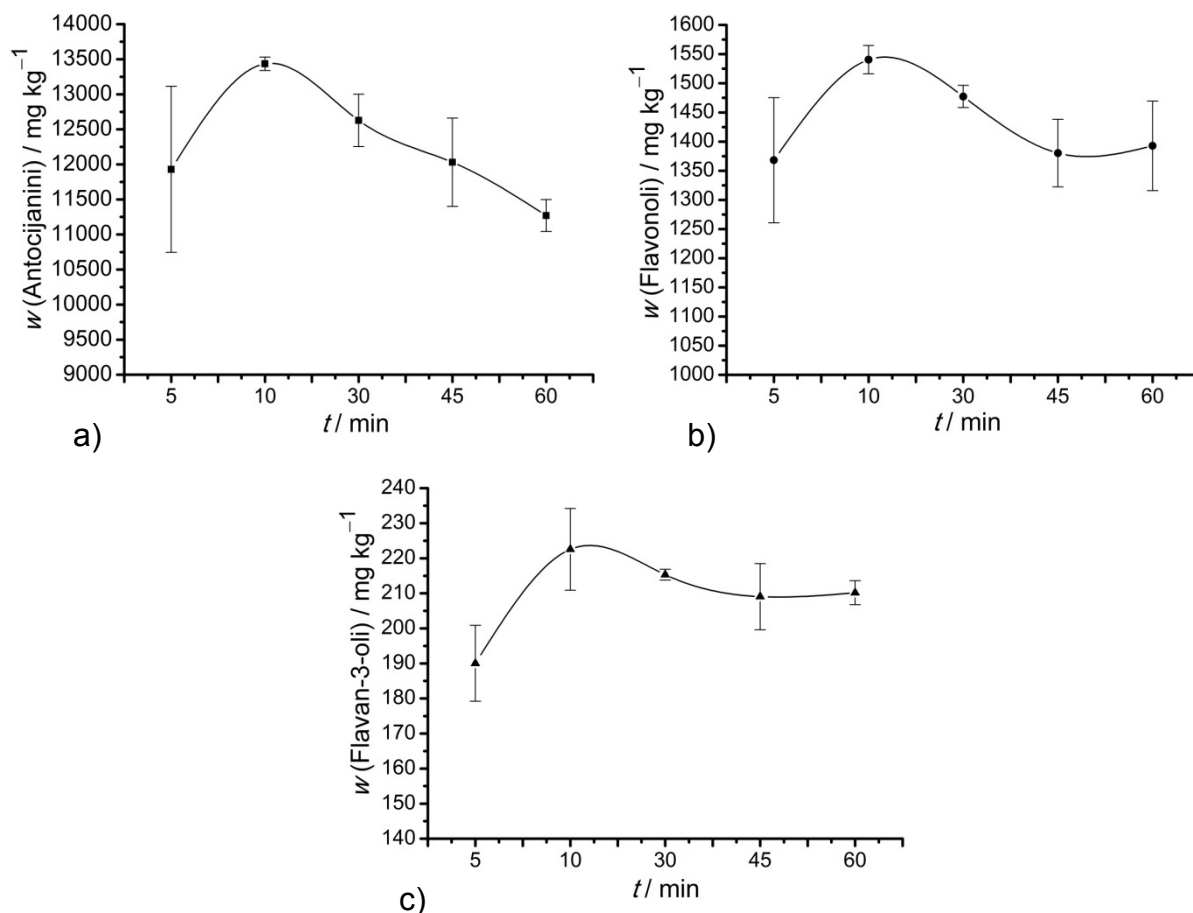 w (Antocijanini) / mg kg⁻¹
14000
13500
13000
12500
12000
11500
11000
10500
10000
9500
9000
5 10 30 45 60
t / min
a)
w (Flavonoli) / mg kg⁻¹
1600
1550
1500
1450
1400
1350
1300
1250
1200
1150
1100
1050
1000
5 10 30 45 60
t / min
b)
w (Flavan-3-oli) / mg kg⁻¹
240
230
220
210
200
190
180
170
160
150
140
5 10 30 45 60
t / min
c)